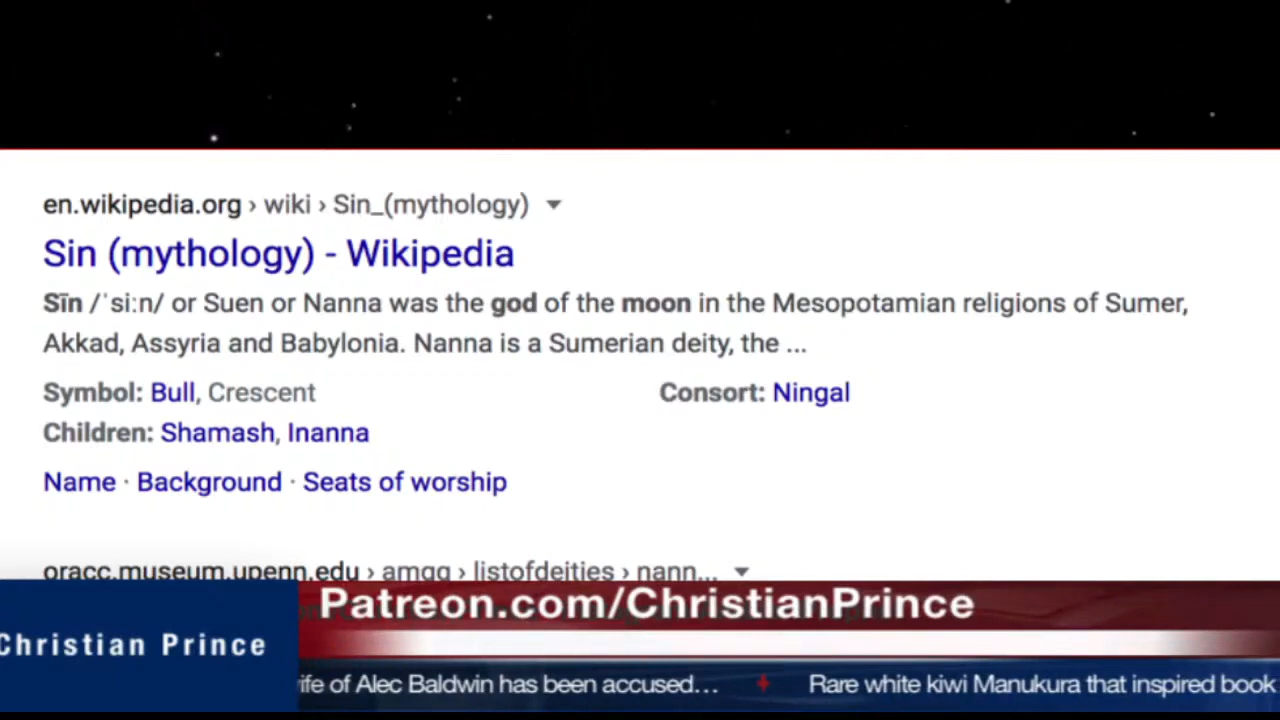 en.wikipedia.org › wiki › Sin_(mythology)
Sin (mythology) - Wikipedia
Sīn /ˈsiːn/ or Suen or Nanna was the god of the moon in the Mesopotamian religions of Sumer,
Akkad, Assyria and Babylonia. Nanna is a Sumerian deity, the ...
Symbol: Bull, Crescent Consort: Ningal
Children: Shamash, Inanna
Name · Background · Seats of worship
oracc.museum.upenn.edu › amgg › listofdeities › nann...
Patreon.com/ChristianPrince
Christian Prince
ife of Alec Baldwin has been accused... Rare white kiwi Manukura that inspired book